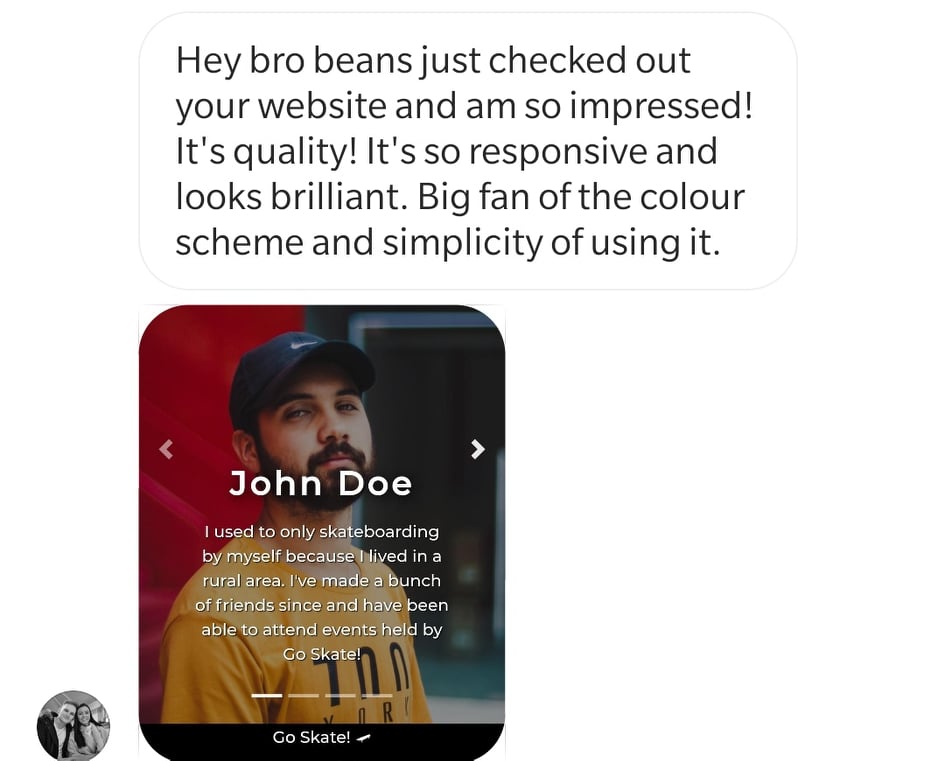 Hey bro beans just checked out
your website and am so impressed!
It's quality! It's so responsive and
looks brilliant. Big fan of the colour
scheme and simplicity of using it.
John Doe
I used to only skateboarding
by myself because I lived in a
rural area. I've made a bunch
of friends since and have been
able to attend events held by
Go Skate!
Go Skate!